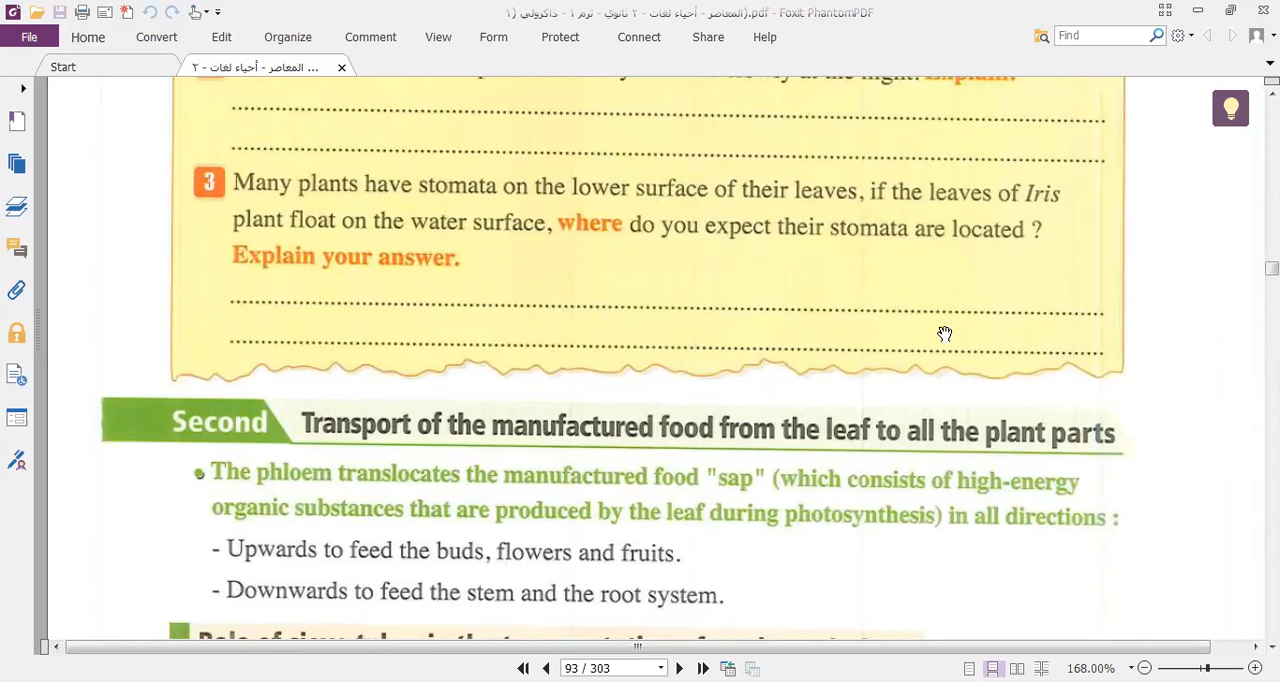 المعاصر - أحياء لغات - ٢ ثانوي - ترم ١ - ذاكرولي (١).pdf - Foxit PhantomPDF
File Home Convert Edit Organize Comment View Form Protect Connect Share Help Find
Start المعاصر - أحياء لغات - ٢ ...
Explain.
3 Many plants have stomata on the lower surface of their leaves, if the leaves of Iris
plant float on the water surface, where do you expect their stomata are located ?
Explain your answer.
Second Transport of the manufactured food from the leaf to all the plant parts
• The phloem translocates the manufactured food "sap" (which consists of high-energy
organic substances that are produced by the leaf during photosynthesis) in all directions :
- Upwards to feed the buds, flowers and fruits.
- Downwards to feed the stem and the root system.
93 / 303 168.00%